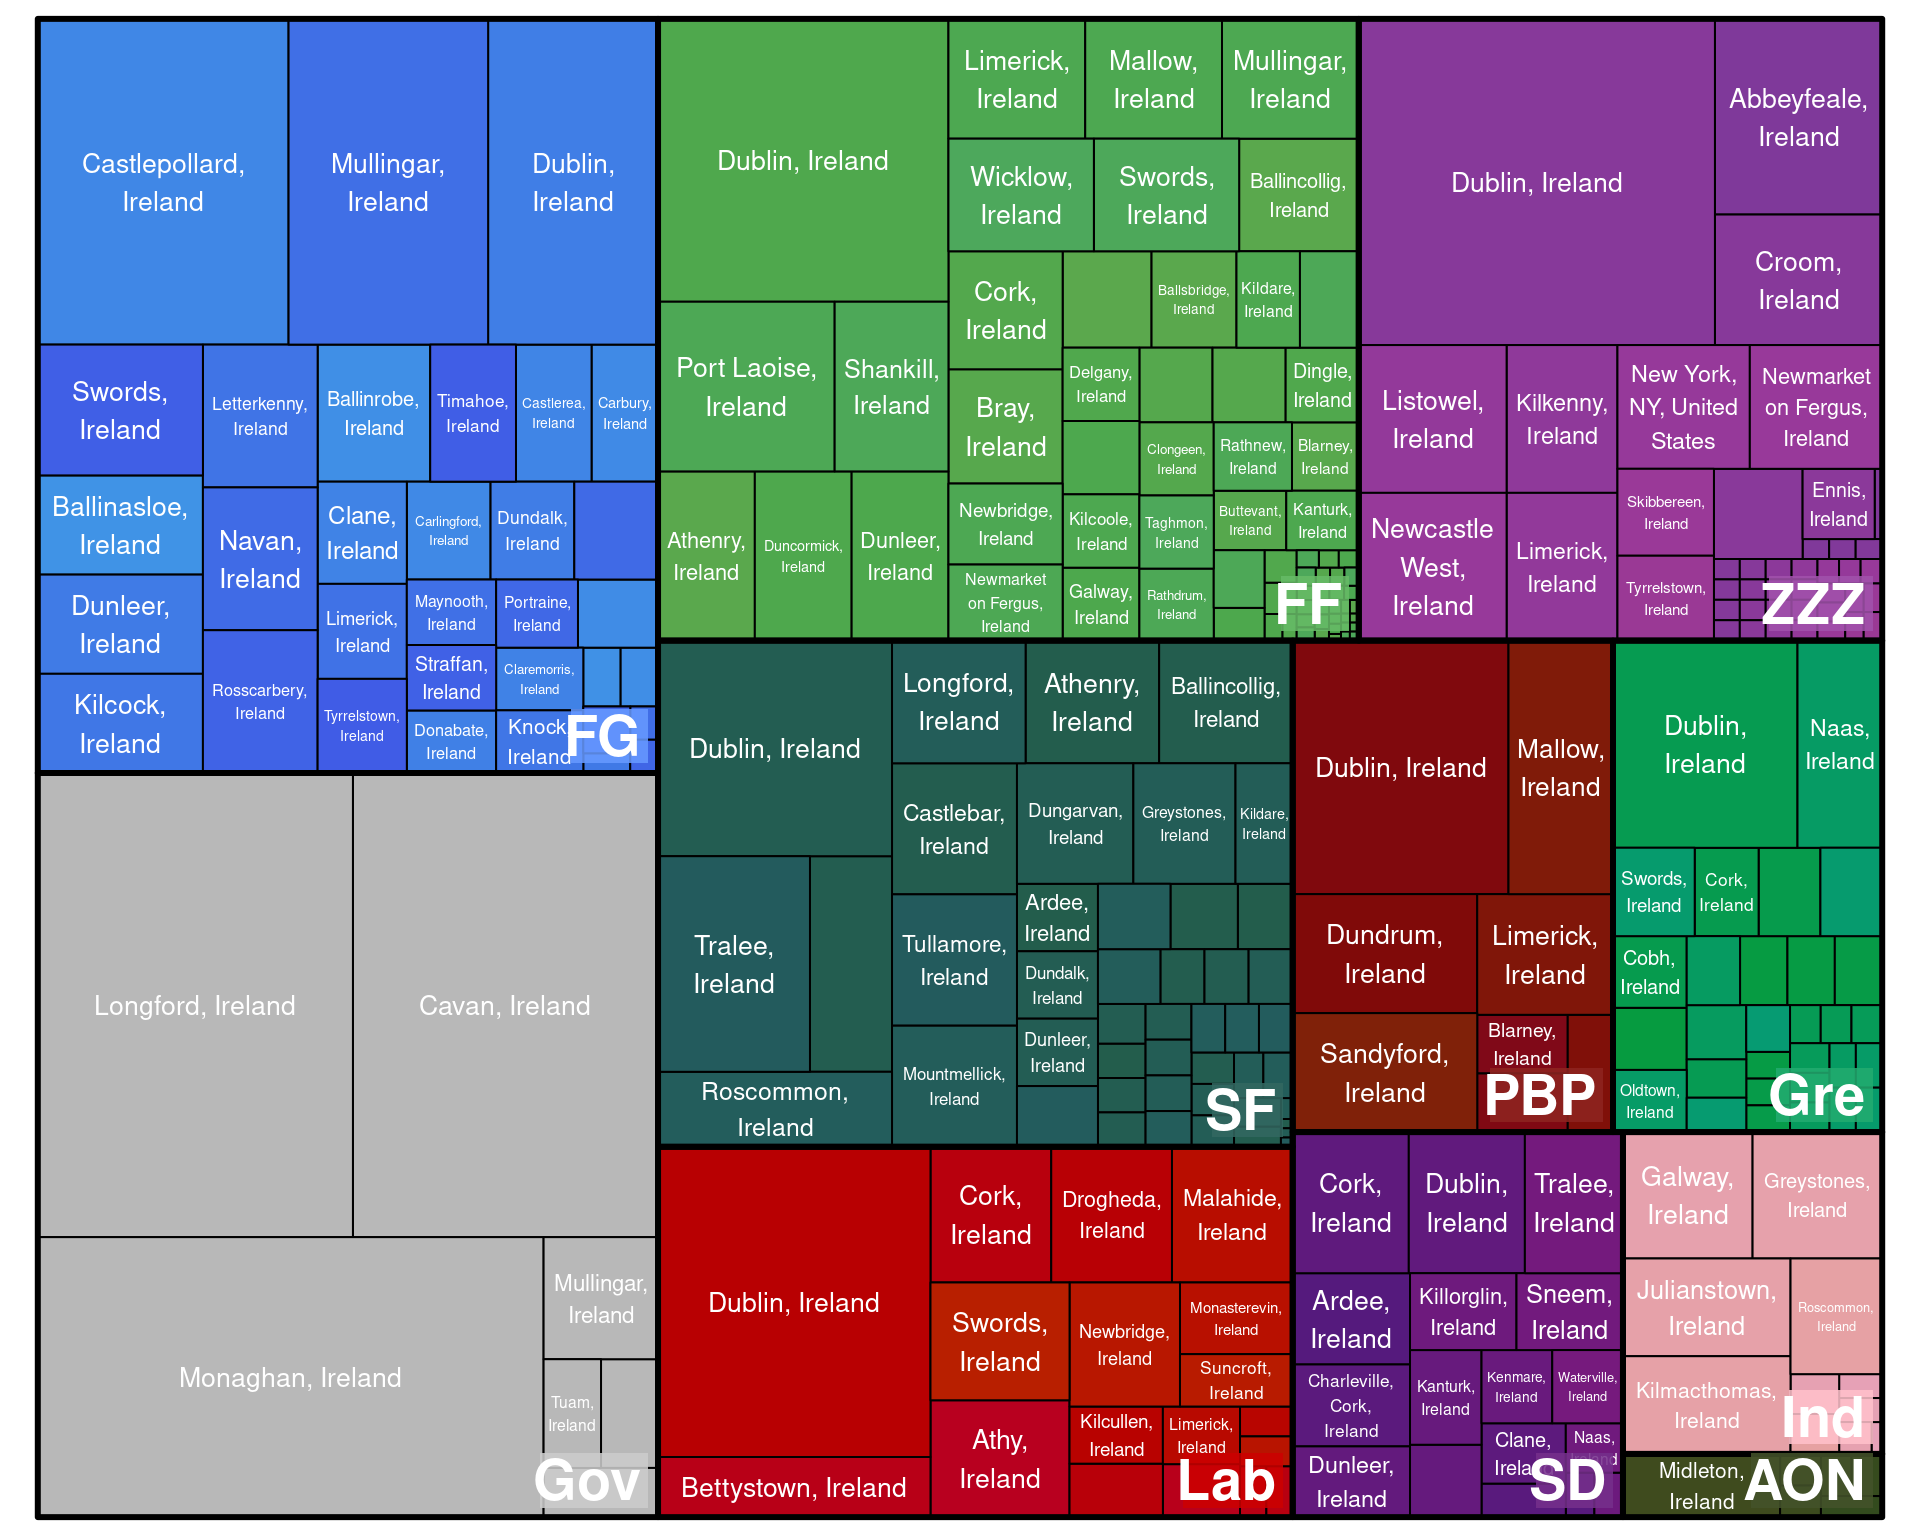 Castlepollard,
Ireland
Mullingar,
Ireland
Dublin,
Ireland
Swords,
Ireland
Letterkenny,
Ireland
Ballinrobe,
Ireland
Timahoe,
Ireland
Castlerea,
Ireland
Carbury,
Ireland
Ballinasloe,
Ireland
Navan,
Ireland
Clane,
Ireland
Carlingford,
Ireland
Dundalk,
Ireland
Dunleer,
Ireland
Limerick,
Ireland
Maynooth,
Ireland
Portraine,
Ireland
Kilcock,
Ireland
Rosscarbery,
Ireland
Tyrrelstown,
Ireland
Straffan,
Ireland
Claremorris,
Ireland
Donabate,
Ireland
Knock,
Ireland
FG
Longford, Ireland
Cavan, Ireland
Monaghan, Ireland
Mullingar,
Ireland
Tuam,
Ireland
Gov
Dublin, Ireland
Limerick,
Ireland
Mallow,
Ireland
Mullingar,
Ireland
Wicklow,
Ireland
Swords,
Ireland
Ballincollig,
Ireland
Port Laoise,
Ireland
Shankill,
Ireland
Cork,
Ireland
Ballsbridge,
Ireland
Kildare,
Ireland
Bray,
Ireland
Delgany,
Ireland
Dingle,
Ireland
Clongeen,
Ireland
Rathnew,
Ireland
Blarney,
Ireland
Athenry,
Ireland
Duncormick,
Ireland
Dunleer,
Ireland
Newbridge,
Ireland
Kilcoole,
Ireland
Taghmon,
Ireland
Buttevant,
Ireland
Kanturk,
Ireland
Newmarket
on Fergus,
Ireland
Galway,
Ireland
Rathdrum,
Ireland
FF
Dublin, Ireland
Abbeyfeale,
Ireland
Croom,
Ireland
Listowel,
Ireland
Kilkenny,
Ireland
New York,
NY, United
States
Newmarket
on Fergus,
Ireland
Newcastle
West,
Ireland
Limerick,
Ireland
Skibbereen,
Ireland
Ennis,
Ireland
Tyrrelstown,
Ireland
ZZZ
Dublin, Ireland
Longford,
Ireland
Athenry,
Ireland
Ballincollig,
Ireland
Castlebar,
Ireland
Dungarvan,
Ireland
Greystones,
Ireland
Kildare,
Ireland
Tralee,
Ireland
Tullamore,
Ireland
Ardee,
Ireland
Dundalk,
Ireland
Roscommon,
Ireland
Mountmellick,
Ireland
Dunleer,
Ireland
SF
Dublin, Ireland
Mallow,
Ireland
Dundrum,
Ireland
Limerick,
Ireland
Sandyford,
Ireland
Blarney,
Ireland
PBP
Dublin,
Ireland
Naas,
Ireland
Swords,
Ireland
Cork,
Ireland
Cobh,
Ireland
Oldtown,
Ireland
Gre
Dublin, Ireland
Cork,
Ireland
Drogheda,
Ireland
Malahide,
Ireland
Swords,
Ireland
Newbridge,
Ireland
Monasterevin,
Ireland
Suncroft,
Ireland
Bettystown, Ireland
Athy,
Ireland
Kilcullen,
Ireland
Limerick,
Ireland
Lab
Cork,
Ireland
Dublin,
Ireland
Tralee,
Ireland
Ardee,
Ireland
Killorglin,
Ireland
Sneem,
Ireland
Charleville,
Cork,
Ireland
Kanturk,
Ireland
Kenmare,
Ireland
Waterville,
Ireland
Dunleer,
Ireland
Clane,
Ireland
Naas,
Ireland
SD
Galway,
Ireland
Greystones,
Ireland
Julianstown,
Ireland
Roscommon,
Ireland
Kilmacthomas,
Ireland
Ind
Midleton,
Ireland
AON